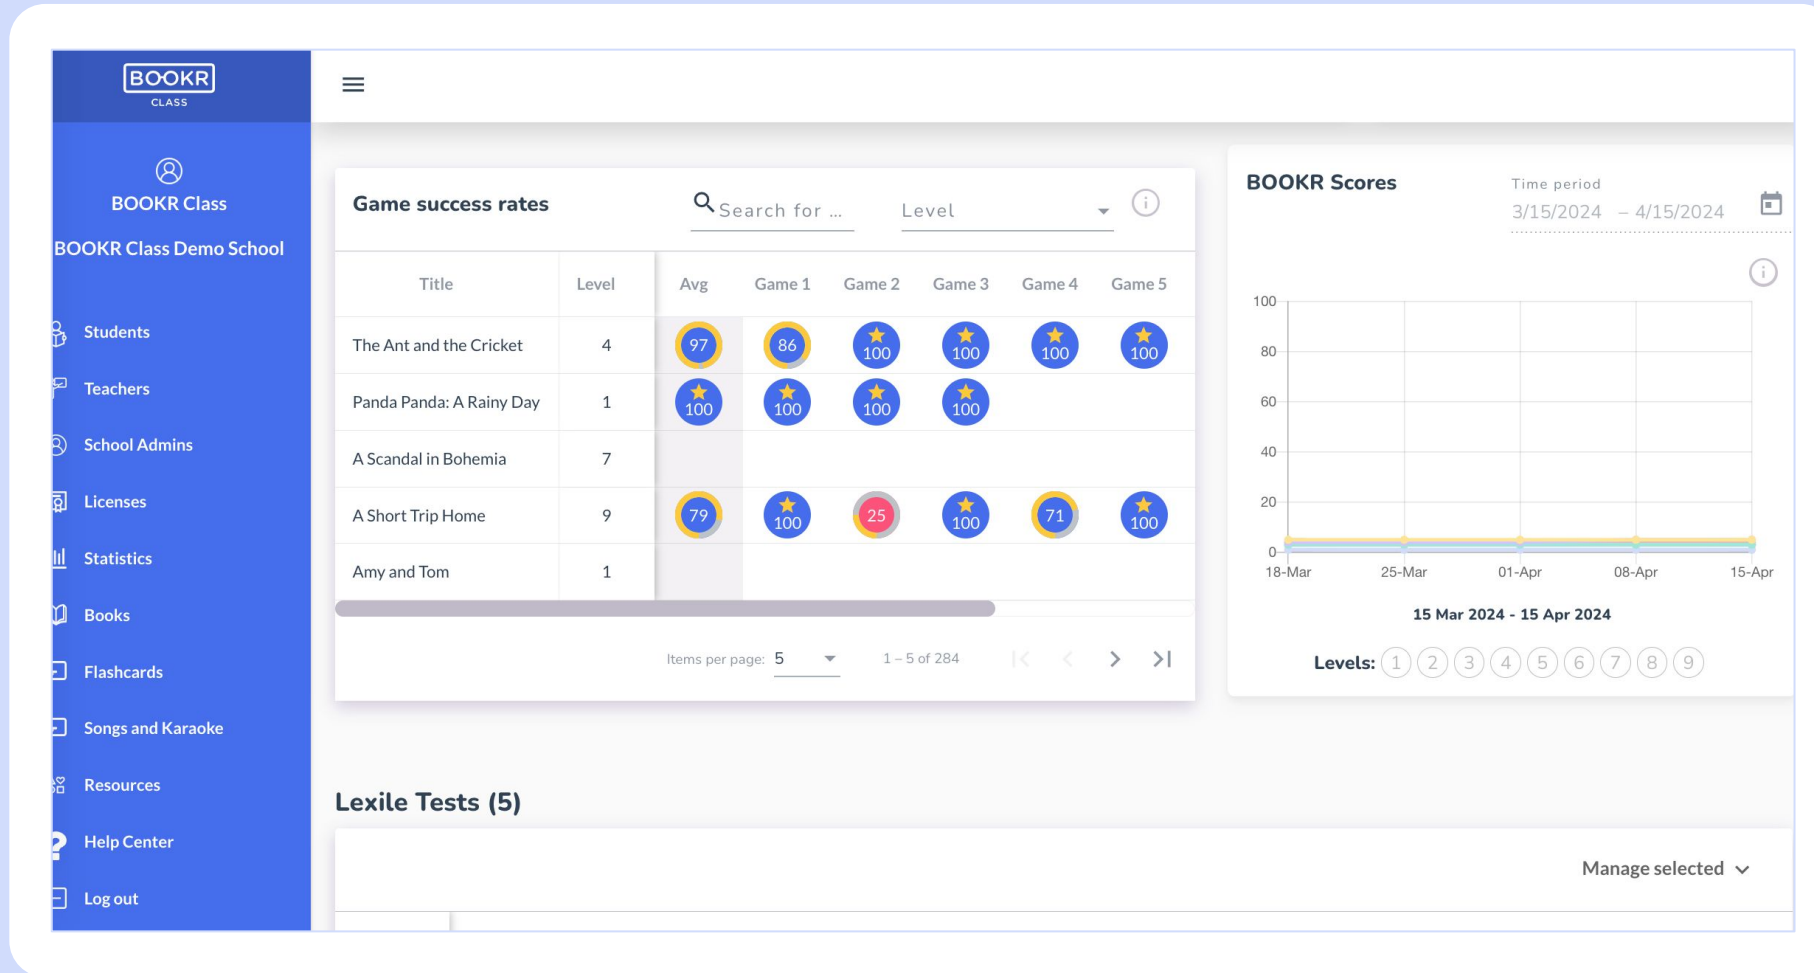 BOOKR
CLASS
BOOKR Class
BOOKR Class Demo School
Students
Teachers
School Admins
Licenses
Statistics
Books
Flashcards
Songs and Karaoke
Resources
Help Center
Log out
Game success rates
Search for ...
Level
Title Level Avg Game 1 Game 2 Game 3 Game 4 Game 5
The Ant and the Cricket 4 97 86 100 100 100 100
Panda Panda: A Rainy Day 1 100 100 100 100
A Scandal in Bohemia 7
A Short Trip Home 9 79 100 25 100 71 100
Amy and Tom 1
Items per page: 5 1 – 5 of 284
BOOKR Scores
Time period
3/15/2024 – 4/15/2024
100
80
60
40
20
0
18-Mar 25-Mar 01-Apr 08-Apr 15-Apr
15 Mar 2024 - 15 Apr 2024
Levels: 1 2 3 4 5 6 7 8 9
Lexile Tests (5)
Manage selected